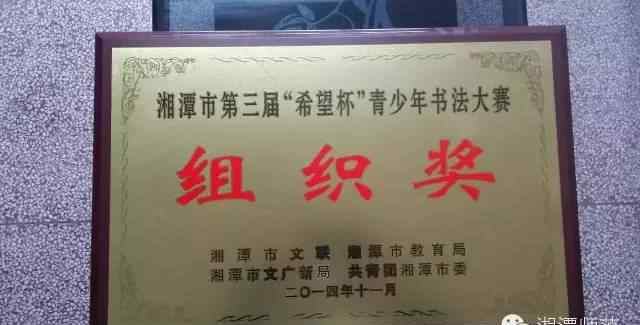 湘潭市第三届“希望杯”青少年书法大赛
组织奖
湘潭市文联 湘潭市教育局
湘潭市文广新局 共青团湘潭市委
二〇一四年十一月